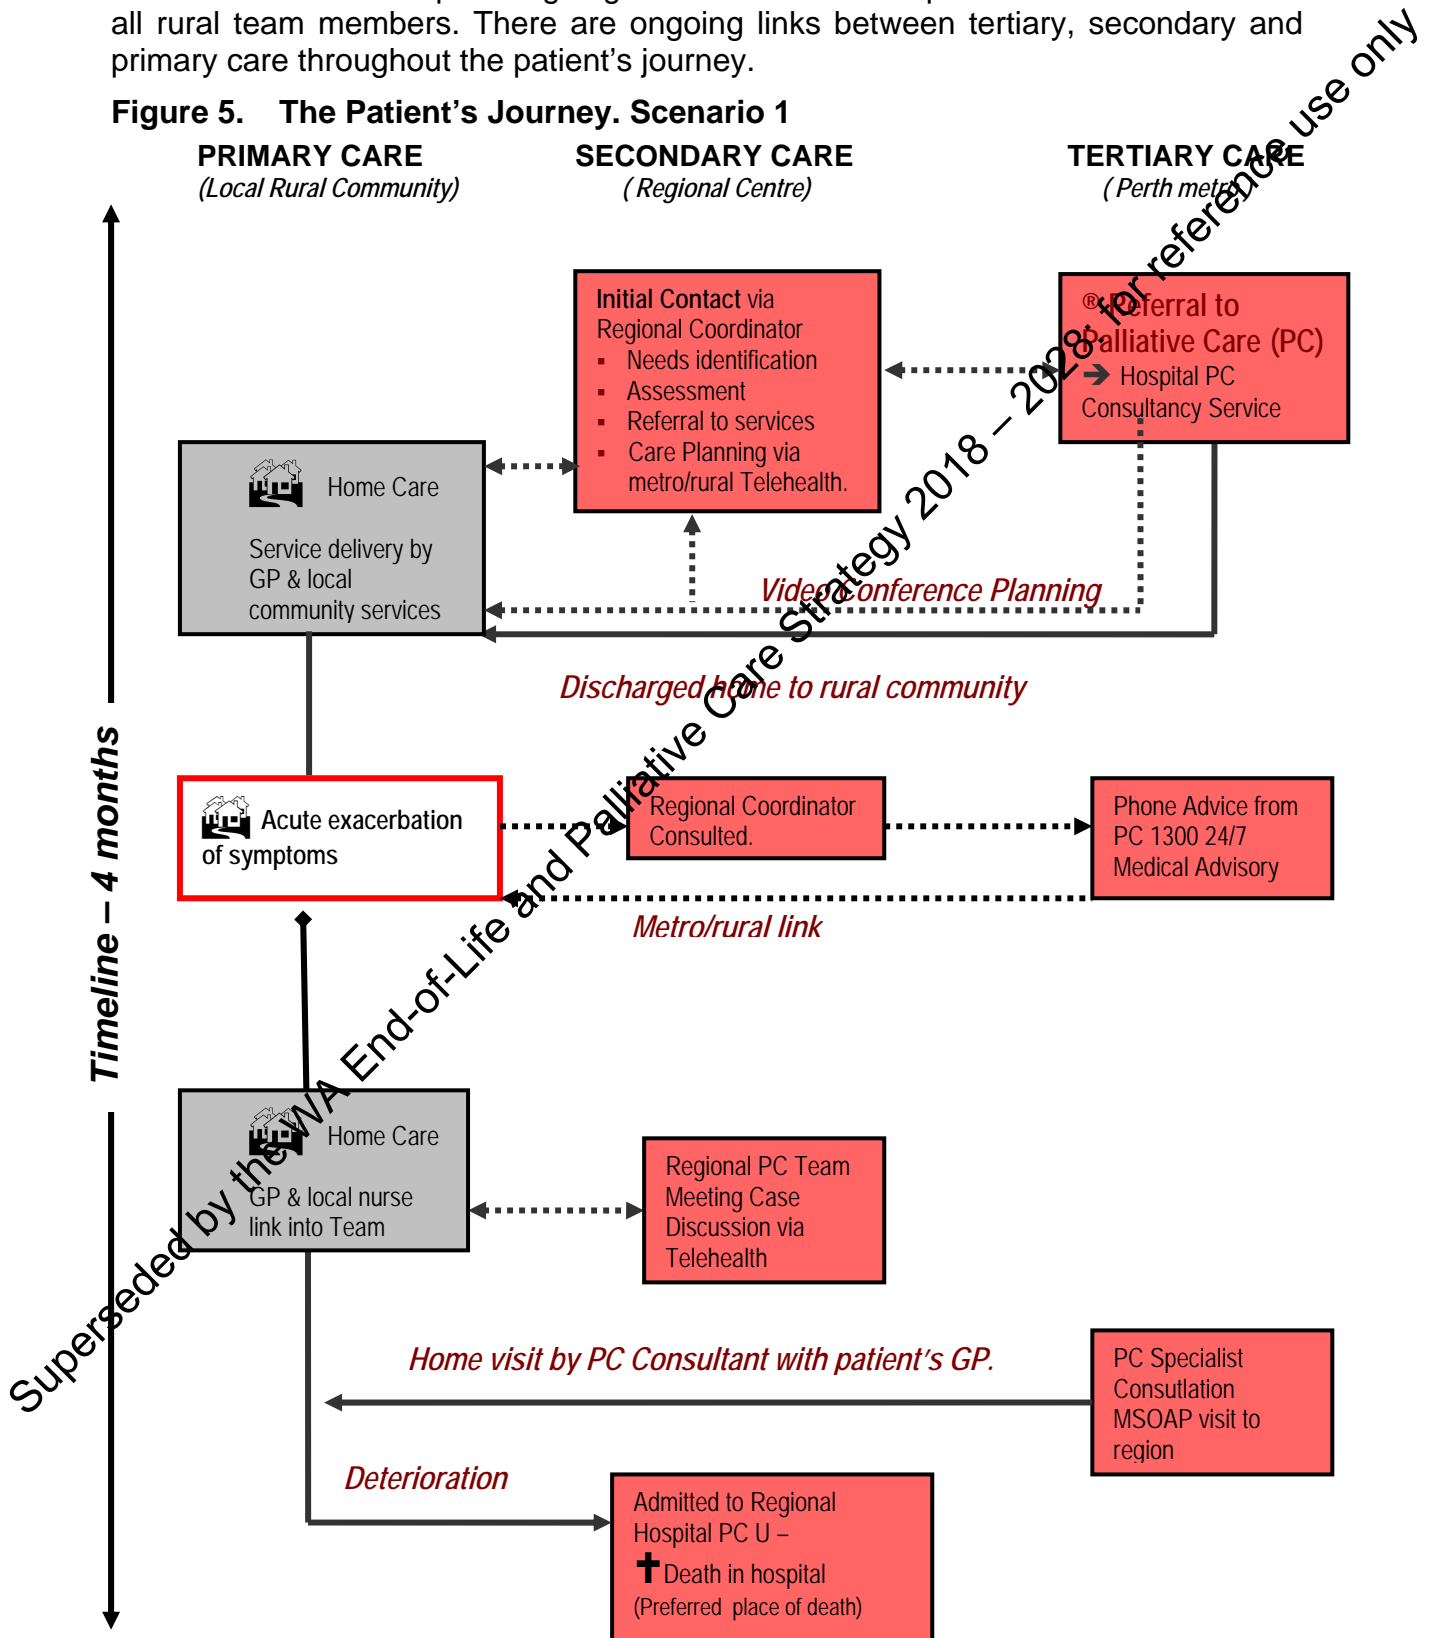 all rural team members. There are ongoing links between tertiary, secondary and
primary care throughout the patient's journey.
Figure 5. The Patient's Journey. Scenario 1
PRIMARY CARE
(Local Rural Community)
SECONDARY CARE
( Regional Centre)
TERTIARY CARE
( Perth metro)
Initial Contact via
Regional Coordinator
▪ Needs identification
▪ Assessment
▪ Referral to services
▪ Care Planning via
metro/rural Telehealth.
® Referral to
Palliative Care (PC)
➔ Hospital PC
Consultancy Service
Home Care
Service delivery by
GP & local
community services
Video Conference Planning
Discharged home to rural community
Timeline – 4 months
Acute exacerbation
of symptoms
Regional Coordinator
Consulted.
Phone Advice from
PC 1300 24/7
Medical Advisory
Metro/rural link
Home Care
GP & local nurse
link into Team
Regional PC Team
Meeting Case
Discussion via
Telehealth
Home visit by PC Consultant with patient's GP.
PC Specialist
Consutlation
MSOAP visit to
region
Deterioration
Admitted to Regional
Hospital PC U –
✝Death in hospital
(Preferred place of death)
Superseded by the WA End-of-Life and Palliative Care Strategy 2018 – 2028: for reference use only